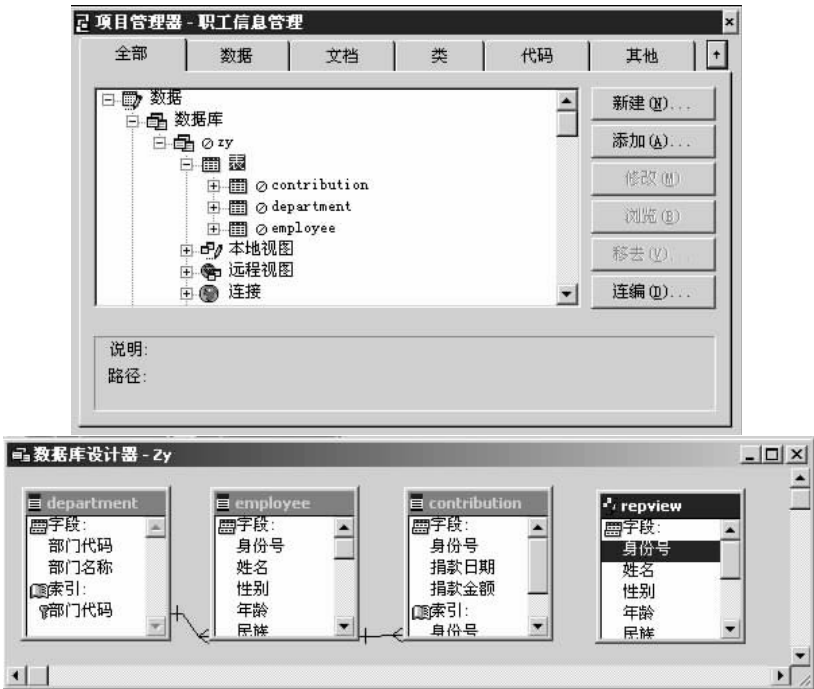 项目管理器 - 职工信息管理
全部 数据 文档 类 代码 其他
数据
数据库
zy
表
contribution
department
employee
本地视图
远程视图
连接
新建(N)...
添加(A)...
修改(M)
浏览(B)
移去(V)...
连编(D)...
说明:
路径:
数据库设计器 - Zy
department
字段:
部门代码
部门名称
索引:
部门代码
employee
字段:
身份号
姓名
性别
年龄
民族
contribution
字段:
身份号
捐款日期
捐款金额
索引:
身份号
repview
字段:
身份号
姓名
性别
年龄
民族